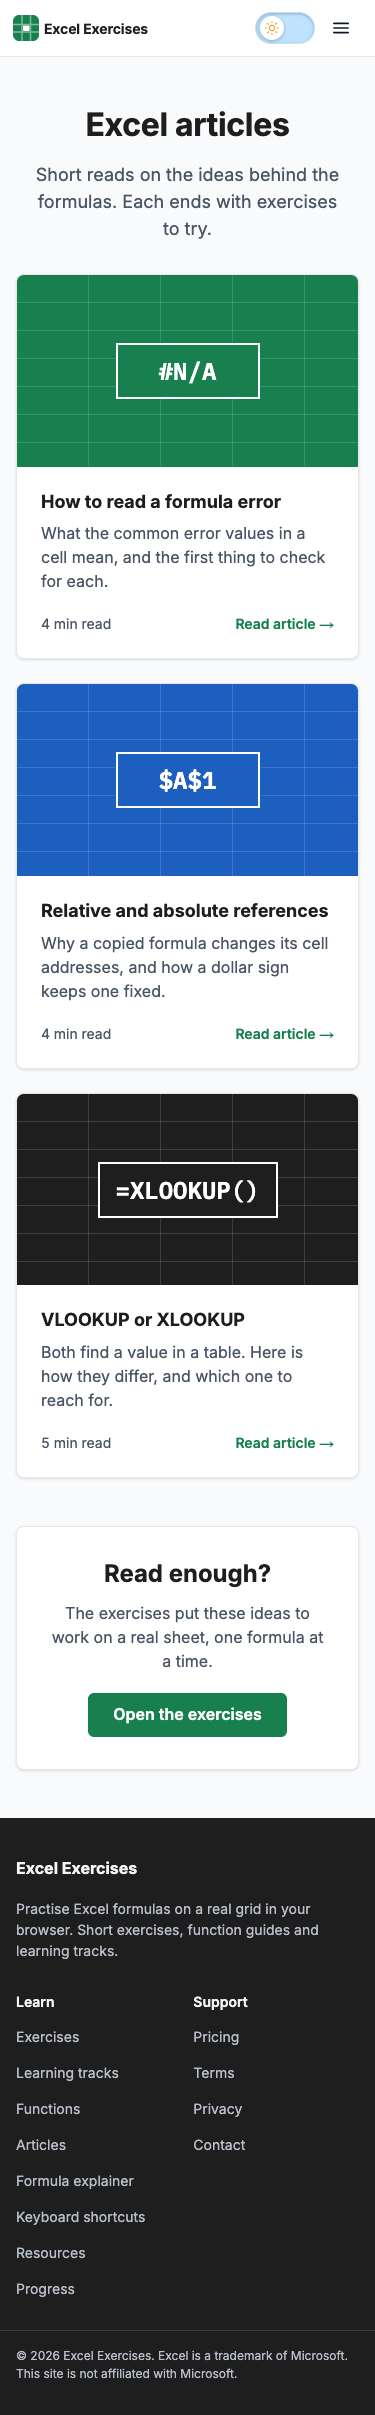 Excel Exercises
Excel articles
Short reads on the ideas behind the
formulas. Each ends with exercises
to try.
#N/A
How to read a formula error
What the common error values in a
cell mean, and the first thing to check
for each.
4 min read
Read article →
$A$1
Relative and absolute references
Why a copied formula changes its cell
addresses, and how a dollar sign
keeps one fixed.
4 min read
Read article →
=XLOOKUP()
VLOOKUP or XLOOKUP
Both find a value in a table. Here is
how they differ, and which one to
reach for.
5 min read
Read article →
Read enough?
The exercises put these ideas to
work on a real sheet, one formula at
a time.
Open the exercises
Excel Exercises
Practise Excel formulas on a real grid in your
browser. Short exercises, function guides and
learning tracks.
Learn
Exercises
Learning tracks
Functions
Articles
Formula explainer
Keyboard shortcuts
Resources
Progress
Support
Pricing
Terms
Privacy
Contact
© 2026 Excel Exercises. Excel is a trademark of Microsoft.
This site is not affiliated with Microsoft.